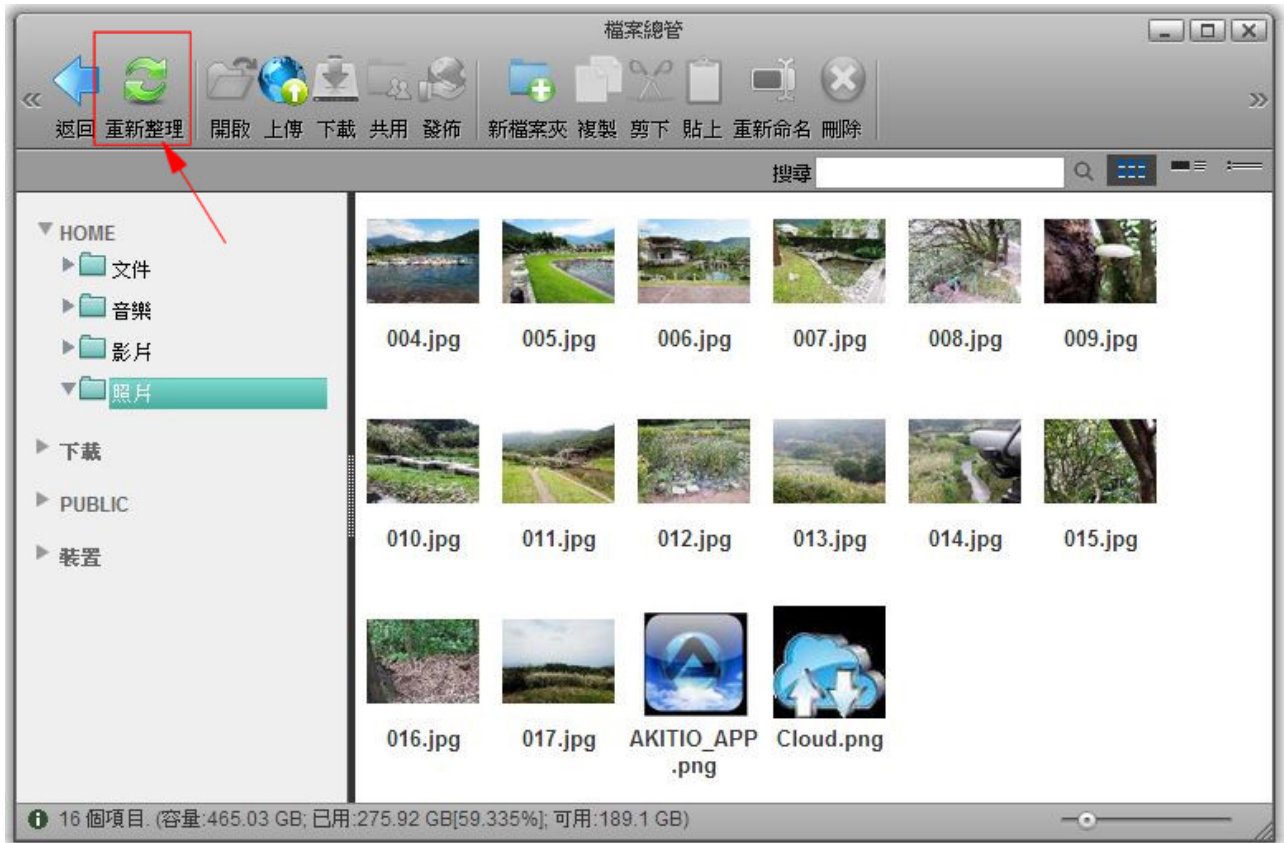 檔案總管
返回 重新整理 開啟 上傳 下載 共用 發佈 新檔案夾 複製 剪下 貼上 重新命名 刪除
搜尋
HOME
文件
音樂
影片
照片
下載
PUBLIC
裝置
004.jpg 005.jpg 006.jpg 007.jpg 008.jpg 009.jpg
010.jpg 011.jpg 012.jpg 013.jpg 014.jpg 015.jpg
016.jpg 017.jpg AKITIO_APP Cloud.png
.png
16 個項目. (容量:465.03 GB; 已用:275.92 GB[59.335%]; 可用:189.1 GB)